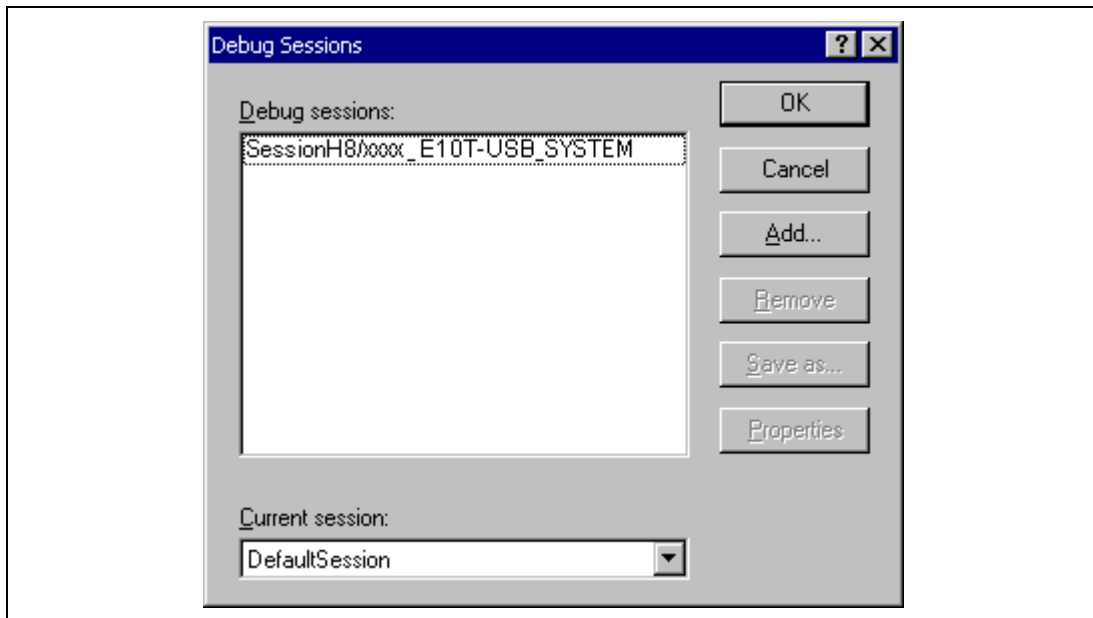 Debug Sessions
Debug sessions:
SessionH8/xxxx_E10T-USB_SYSTEM
OK
Cancel
Add...
Remove
Save as...
Properties
Current session:
DefaultSession